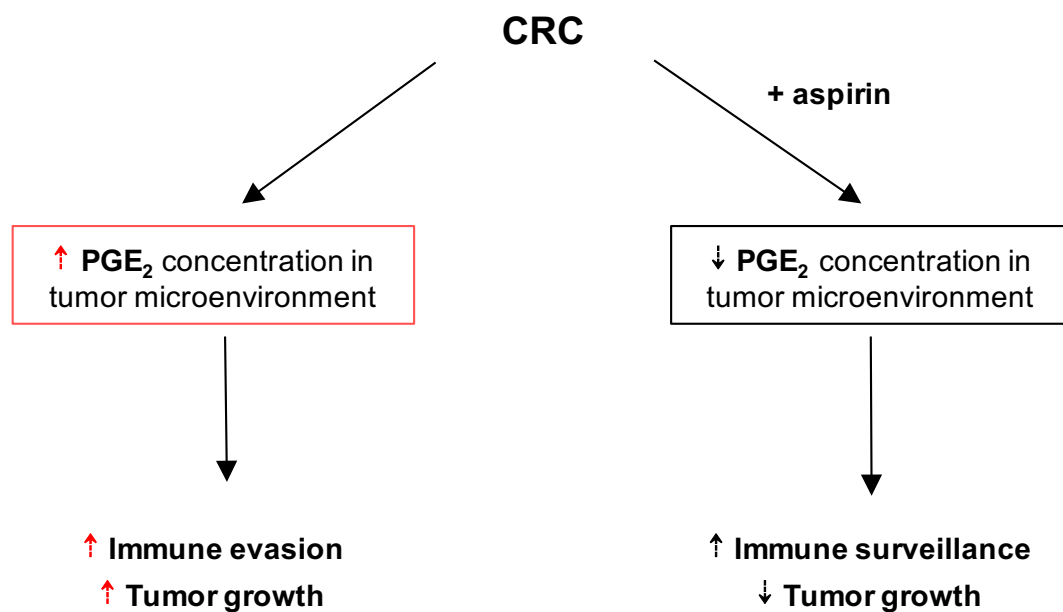 CRC
+ aspirin
↑ PGE₂ concentration in
tumor microenvironment
↓ PGE₂ concentration in
tumor microenvironment
↑ Immune evasion
↑ Tumor growth
↑ Immune surveillance
↓ Tumor growth